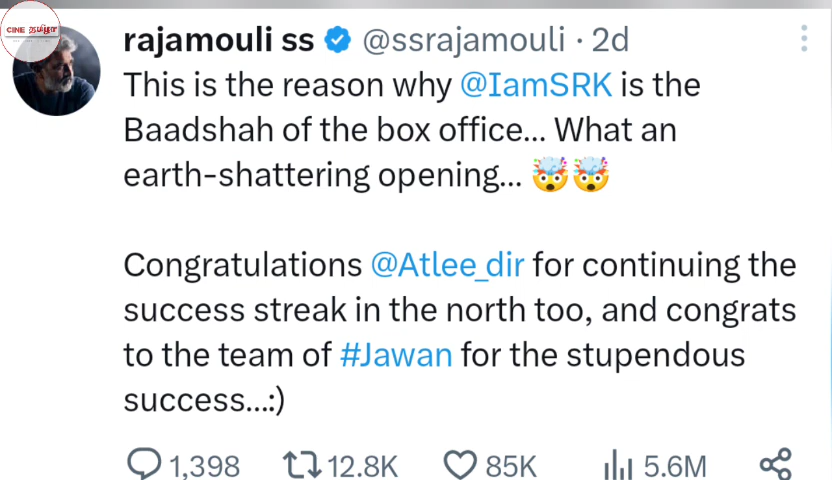 CINE தமிழா
rajamouli ss @ssrajamouli · 2d
This is the reason why @IamSRK is the
Baadshah of the box office... What an
earth-shattering opening... 🤯🤯
Congratulations @Atlee_dir for continuing the
success streak in the north too, and congrats
to the team of #Jawan for the stupendous
success...:)
1,398 12.8K 85K 5.6M